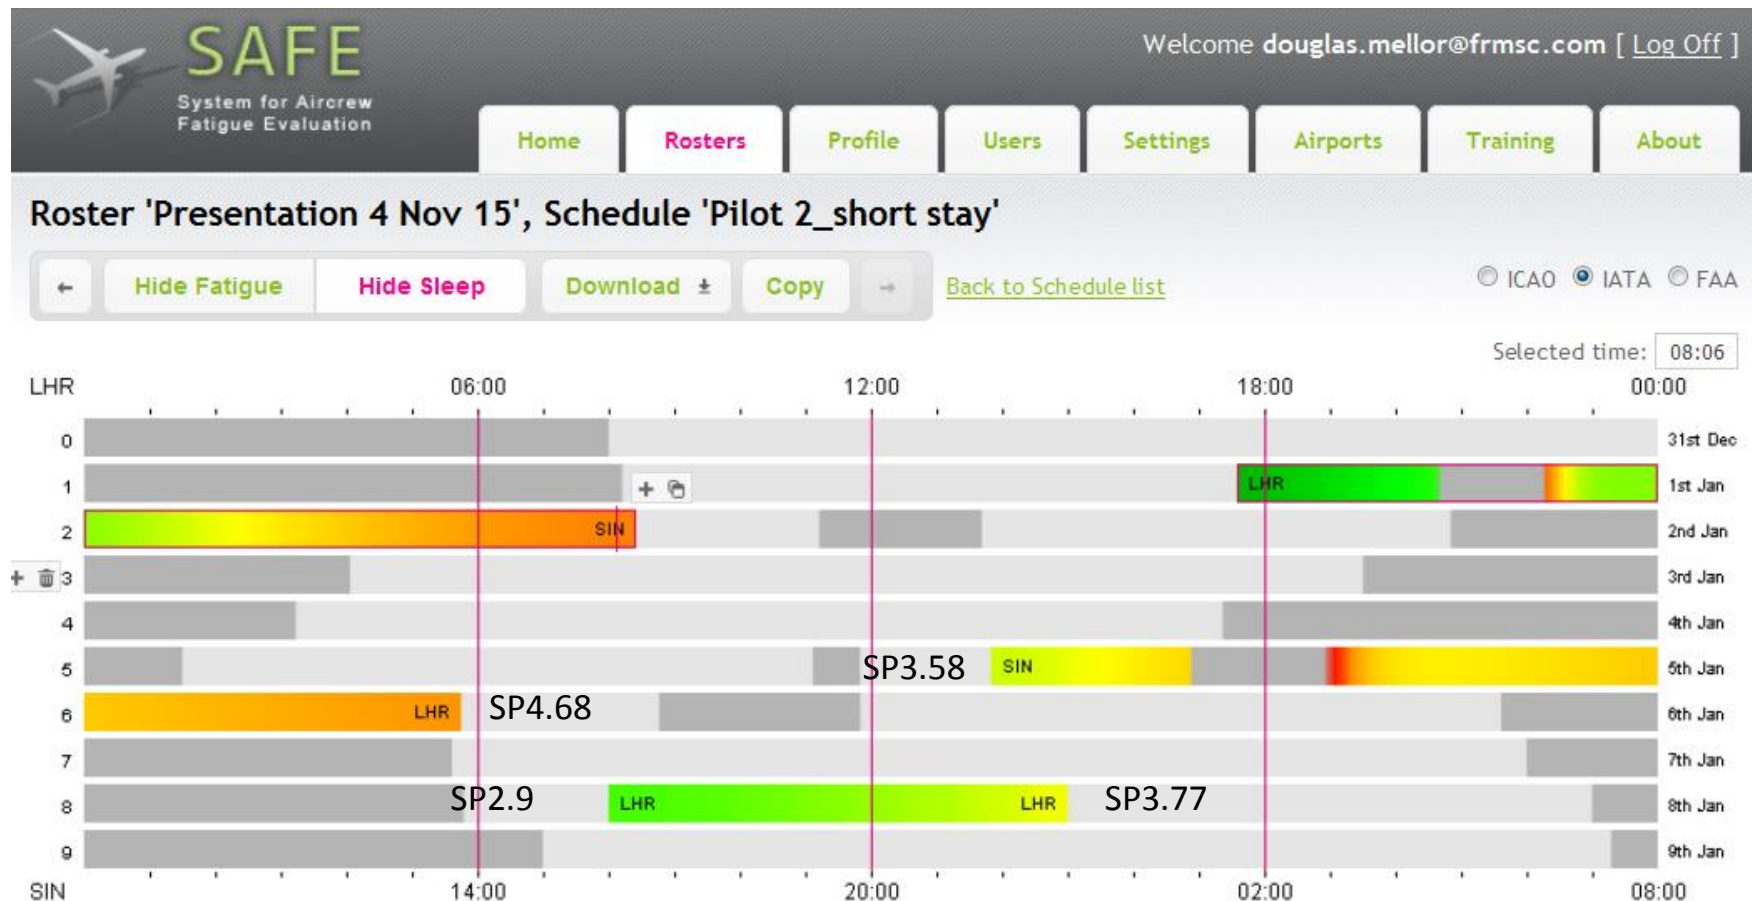 SAFE
System for Aircrew
Fatigue Evaluation
Welcome douglas.mellor@frmsc.com [ Log Off ]
Home Rosters Profile Users Settings Airports Training About
Roster 'Presentation 4 Nov 15', Schedule 'Pilot 2_short stay'
← Hide Fatigue Hide Sleep Download Copy → Back to Schedule list ICAO IATA FAA
Selected time: 08:06
LHR 06:00 12:00 18:00 00:00
0 31st Dec
1 + LHR 1st Jan
2 SIN 2nd Jan
+ 3 3rd Jan
4 4th Jan
5 SP3.58 SIN 5th Jan
6 LHR SP4.68 6th Jan
7 7th Jan
8 SP2.9 LHR LHR SP3.77 8th Jan
9 9th Jan
SIN 14:00 20:00 02:00 08:00